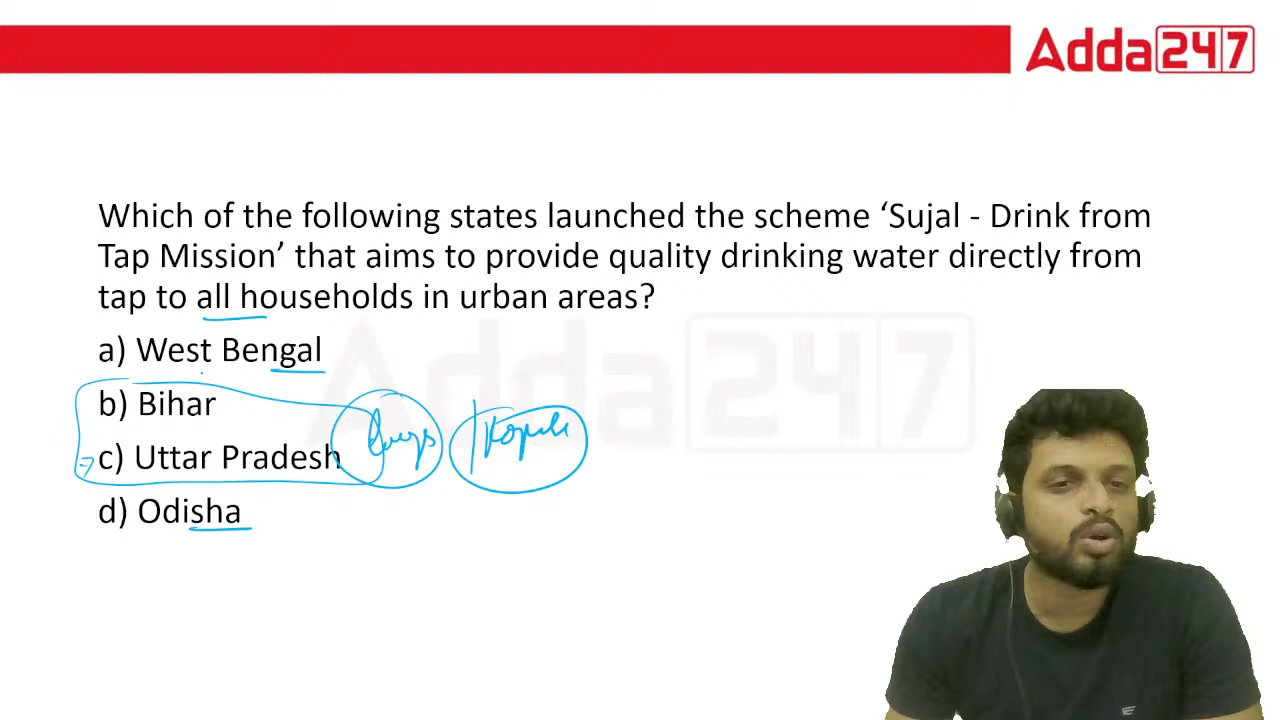 Adda247
Which of the following states launched the scheme ‘Sujal - Drink from
Tap Mission’ that aims to provide quality drinking water directly from
tap to all households in urban areas?
a) West Bengal
b) Bihar
c) Uttar Pradesh
d) Odisha
Adda247